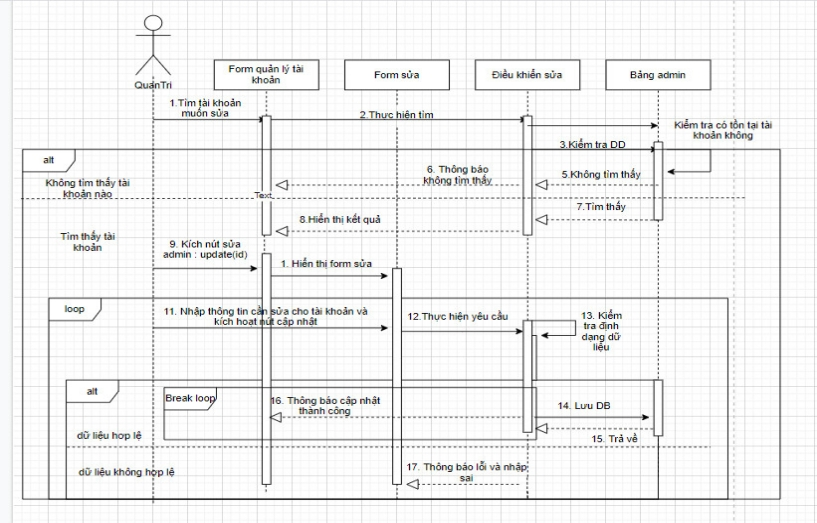 QuanTri
Form quản lý tài
khoản
Form sửa
Điều khiển sửa
Bảng admin
1.Tìm tài khoản
muốn sửa
2.Thực hiện tìm
Kiểm tra có tồn tại tài
khoản không
3.Kiểm tra DD
alt
Không tìm thấy tài
khoản nào
6. Thông báo
không tìm thấy
5.Không tìm thấy
Text
7.Tìm thấy
8.Hiển thị kết quả
Tìm thấy tài
khoản
9. Kích nút sửa
admin : update(id)
1. Hiển thị form sửa
loop
11. Nhập thông tin cần sửa cho tài khoản và
kích hoạt nút cập nhật
12.Thực hiện yêu cầu
13. Kiểm
tra định
dạng dữ
liệu
alt
Break loop
16. Thông báo cập nhật
thành công
14. Lưu DB
15. Trả về
dữ liệu hợp lệ
dữ liệu không hợp lệ
17. Thông báo lỗi và nhập
sai